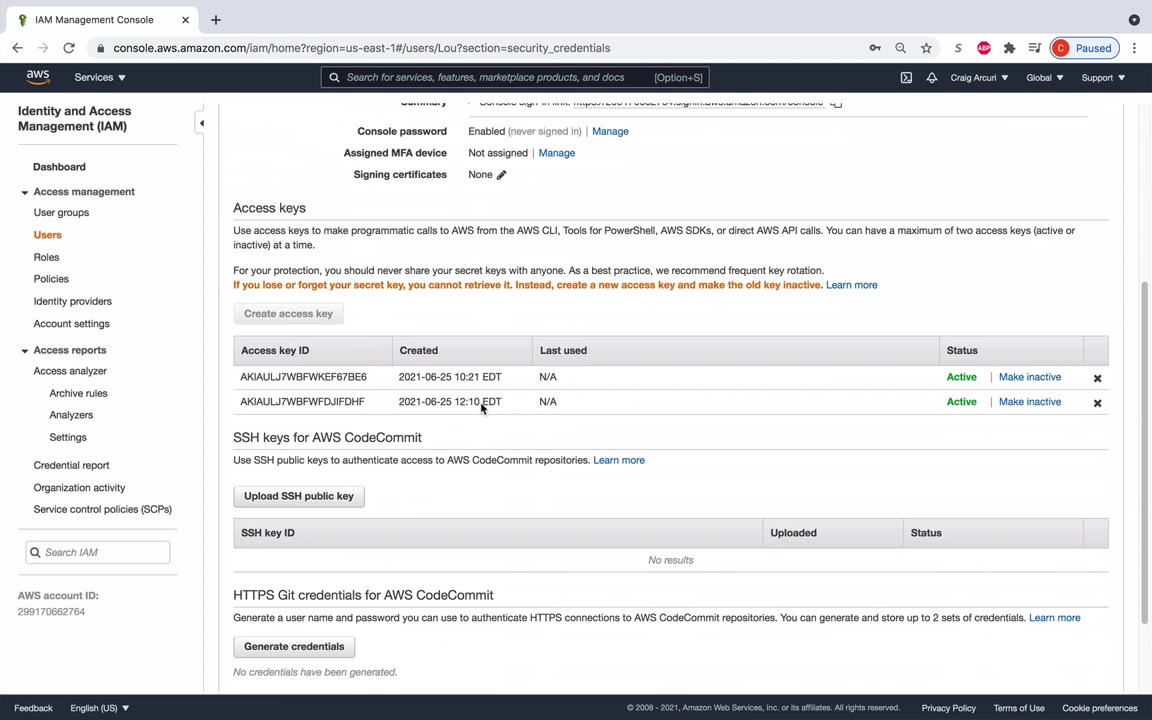 IAM Management Console
console.aws.amazon.com/iam/home?region=us-east-1#/users/Lou?section=security_credentials
S
ABP
C Paused
aws
Services
Search for services, features, marketplace products, and docs [Option+S]
Craig Arcuri
Global
Support
Identity and Access
Management (IAM)
Dashboard
Access management
User groups
Users
Roles
Policies
Identity providers
Account settings
Access reports
Access analyzer
Archive rules
Analyzers
Settings
Credential report
Organization activity
Service control policies (SCPs)
Search IAM
AWS account ID:
299170662764
Summary
Console sign-in link:
Console password Enabled (never signed in) | Manage
Assigned MFA device Not assigned | Manage
Signing certificates None
Access keys
Use access keys to make programmatic calls to AWS from the AWS CLI, Tools for PowerShell, AWS SDKs, or direct AWS API calls. You can have a maximum of two access keys (active or
inactive) at a time.
For your protection, you should never share your secret keys with anyone. As a best practice, we recommend frequent key rotation.
If you lose or forget your secret key, you cannot retrieve it. Instead, create a new access key and make the old key inactive. Learn more
Create access key
Access key ID Created Last used Status
AKIAULJ7WBFWKEF67BE6 2021-06-25 10:21 EDT N/A Active | Make inactive
AKIAULJ7WBFWFDJIFDHF 2021-06-25 12:10 EDT N/A Active | Make inactive
SSH keys for AWS CodeCommit
Use SSH public keys to authenticate access to AWS CodeCommit repositories. Learn more
Upload SSH public key
SSH key ID Uploaded Status
No results
HTTPS Git credentials for AWS CodeCommit
Generate a user name and password you can use to authenticate HTTPS connections to AWS CodeCommit repositories. You can generate and store up to 2 sets of credentials. Learn more
Generate credentials
No credentials have been generated.
Feedback
English (US)
© 2008 - 2021, Amazon Web Services, Inc. or its affiliates. All rights reserved.
Privacy Policy
Terms of Use
Cookie preferences